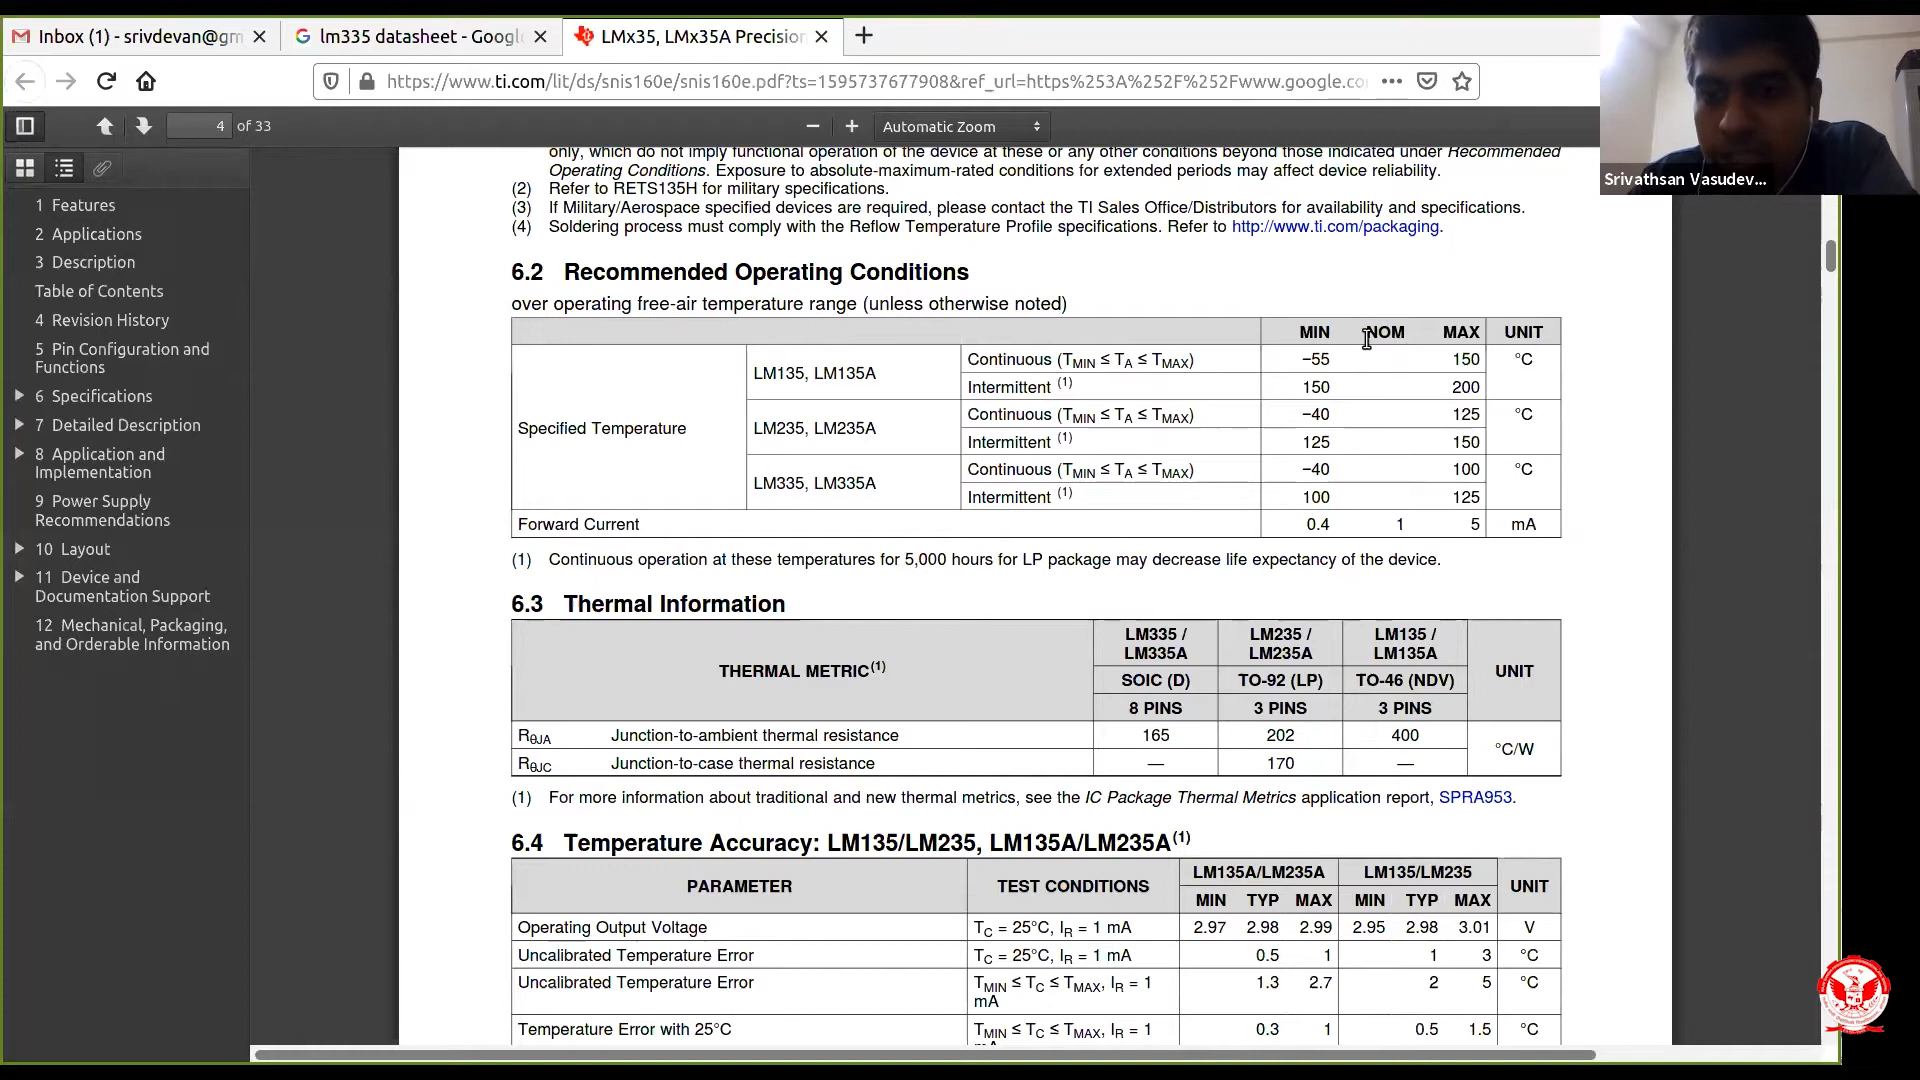 Inbox (1) - srivdevan@gm
lm335 datasheet - Googl
LMx35, LMx35A Precision
https://www.ti.com/lit/ds/snis160e/snis160e.pdf?ts=1595737677908&ref_url=https%253A%252F%252Fwww.google.co
4 of 33
Automatic Zoom
Srivathsan Vasudev...
1 Features
2 Applications
3 Description
Table of Contents
4 Revision History
5 Pin Configuration and
Functions
6 Specifications
7 Detailed Description
8 Application and
Implementation
9 Power Supply
Recommendations
10 Layout
11 Device and
Documentation Support
12 Mechanical, Packaging,
and Orderable Information
only, which do not imply functional operation of the device at these or any other conditions beyond those indicated under Recommended
Operating Conditions. Exposure to absolute-maximum-rated conditions for extended periods may affect device reliability.
(2) Refer to RETS135H for military specifications.
(3) If Military/Aerospace specified devices are required, please contact the TI Sales Office/Distributors for availability and specifications.
(4) Soldering process must comply with the Reflow Temperature Profile specifications. Refer to http://www.ti.com/packaging.
6.2 Recommended Operating Conditions
over operating free-air temperature range (unless otherwise noted)
MIN NOM MAX UNIT
LM135, LM135A Continuous (TMIN ≤ TA ≤ TMAX) −55 150 °C
Intermittent (1) 150 200
Specified Temperature LM235, LM235A Continuous (TMIN ≤ TA ≤ TMAX) −40 125 °C
Intermittent (1) 125 150
LM335, LM335A Continuous (TMIN ≤ TA ≤ TMAX) −40 100 °C
Intermittent (1) 100 125
Forward Current 0.4 1 5 mA
(1) Continuous operation at these temperatures for 5,000 hours for LP package may decrease life expectancy of the device.
6.3 Thermal Information
THERMAL METRIC(1) LM335 / LM335A LM235 / LM235A LM135 / LM135A UNIT
SOIC (D) TO-92 (LP) TO-46 (NDV)
8 PINS 3 PINS 3 PINS
RθJA Junction-to-ambient thermal resistance 165 202 400 °C/W
RθJC Junction-to-case thermal resistance — 170 —
(1) For more information about traditional and new thermal metrics, see the IC Package Thermal Metrics application report, SPRA953.
6.4 Temperature Accuracy: LM135/LM235, LM135A/LM235A(1)
PARAMETER TEST CONDITIONS LM135A/LM235A LM135/LM235 UNIT
MIN TYP MAX MIN TYP MAX
Operating Output Voltage TC = 25°C, IR = 1 mA 2.97 2.98 2.99 2.95 2.98 3.01 V
Uncalibrated Temperature Error TC = 25°C, IR = 1 mA 0.5 1 1 3 °C
Uncalibrated Temperature Error TMIN ≤ TC ≤ TMAX, IR = 1 mA 1.3 2.7 2 5 °C
Temperature Error with 25°C TMIN ≤ TC ≤ TMAX, IR = 1 0.3 1 0.5 1.5 °C